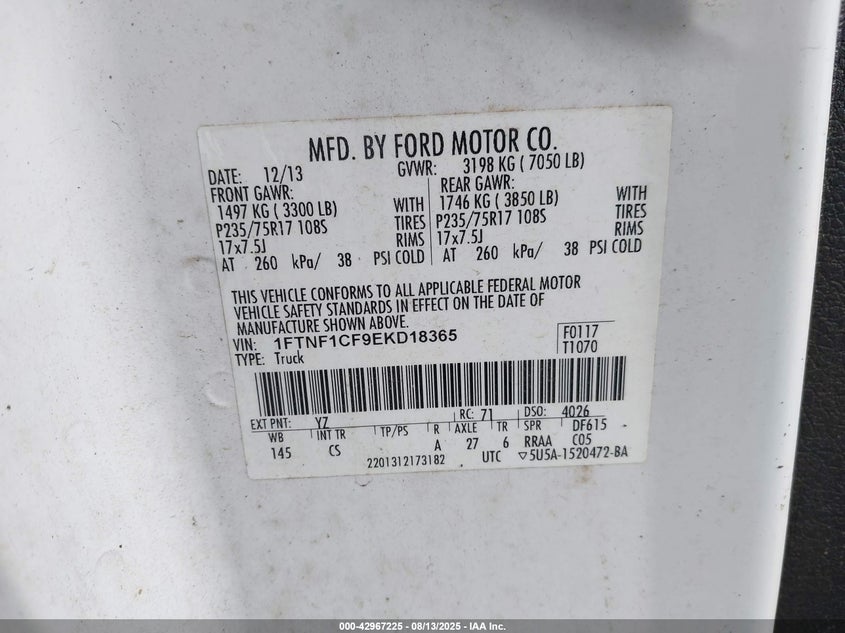 MFD. BY FORD MOTOR CO.
DATE: 12/13 GVWR: 3198 KG ( 7050 LB)
FRONT GAWR: REAR GAWR:
1497 KG ( 3300 LB) WITH 1746 KG ( 3850 LB) WITH
P235/75R17 108S TIRES P235/75R17 108S TIRES
17x7.5J RIMS 17x7.5J RIMS
AT 260 kPa/ 38 PSI COLD AT 260 kPa/ 38 PSI COLD
THIS VEHICLE CONFORMS TO ALL APPLICABLE FEDERAL MOTOR
VEHICLE SAFETY STANDARDS IN EFFECT ON THE DATE OF
MANUFACTURE SHOWN ABOVE.
VIN: 1FTNF1CF9EKD18365 F0117
TYPE: Truck T1070
EXT PNT: YZ RC: 71 DSO: 4026
WB INT TR TP/PS R AXLE TR SPR DF615
145 CS A 27 6 RRAA C05
2201312173182 UTC ▽5U5A-1520472-BA
000-42967225 - 08/13/2025 - IAA Inc.